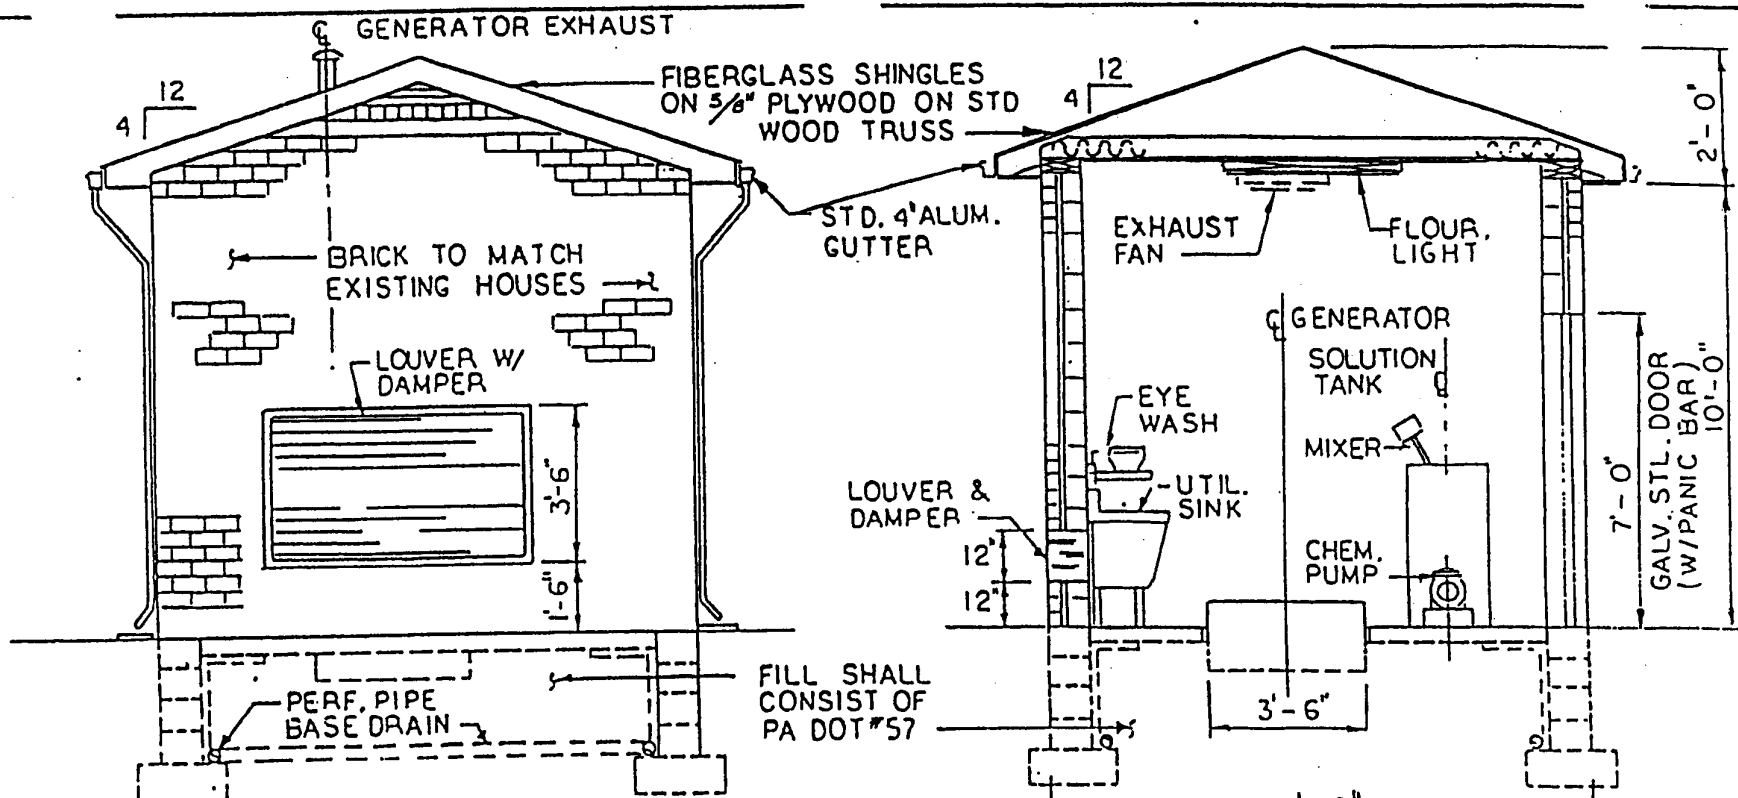 ℄ GENERATOR EXHAUST
12
4
FIBERGLASS SHINGLES
ON 5/8" PLYWOOD ON STD
WOOD TRUSS
12
4
2'-0"
STD. 4" ALUM.
GUTTER
BRICK TO MATCH
EXISTING HOUSES
EXHAUST
FAN
FLOUR.
LIGHT
℄ GENERATOR
SOLUTION
TANK
℄
LOUVER W/
DAMPER
EYE
WASH
MIXER
3'-6"
1'-6"
LOUVER &
DAMPER
UTIL.
SINK
12"
12"
CHEM.
PUMP
7'-0"
GALV. STL. DOOR
(W/PANIC BAR)
10'-0"
PERF. PIPE
BASE DRAIN
FILL SHALL
CONSIST OF
PA DOT #57
3'-6"